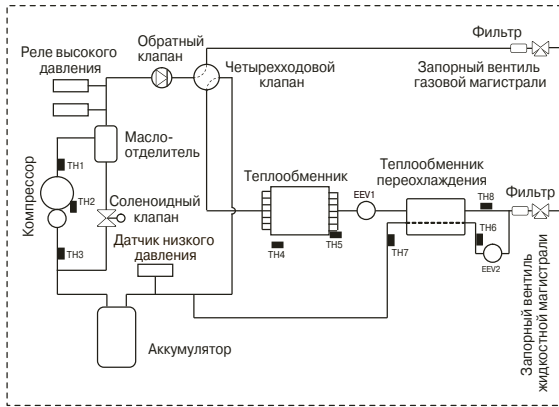 Реле высокого
давления
Обратный
клапан
Четырехходовой
клапан
Фильтр
Запорный вентиль
газовой магистрали
Масло-
отделитель
Компрессор
TH1
TH2
TH3
Соленоидный
клапан
Датчик низкого
давления
Аккумулятор
Теплообменник
TH4
TH5
EEV1
Теплообменник
переохлаждения
TH7
TH8
TH6
EEV2
Фильтр
Запорный вентиль
жидкостной магистрали